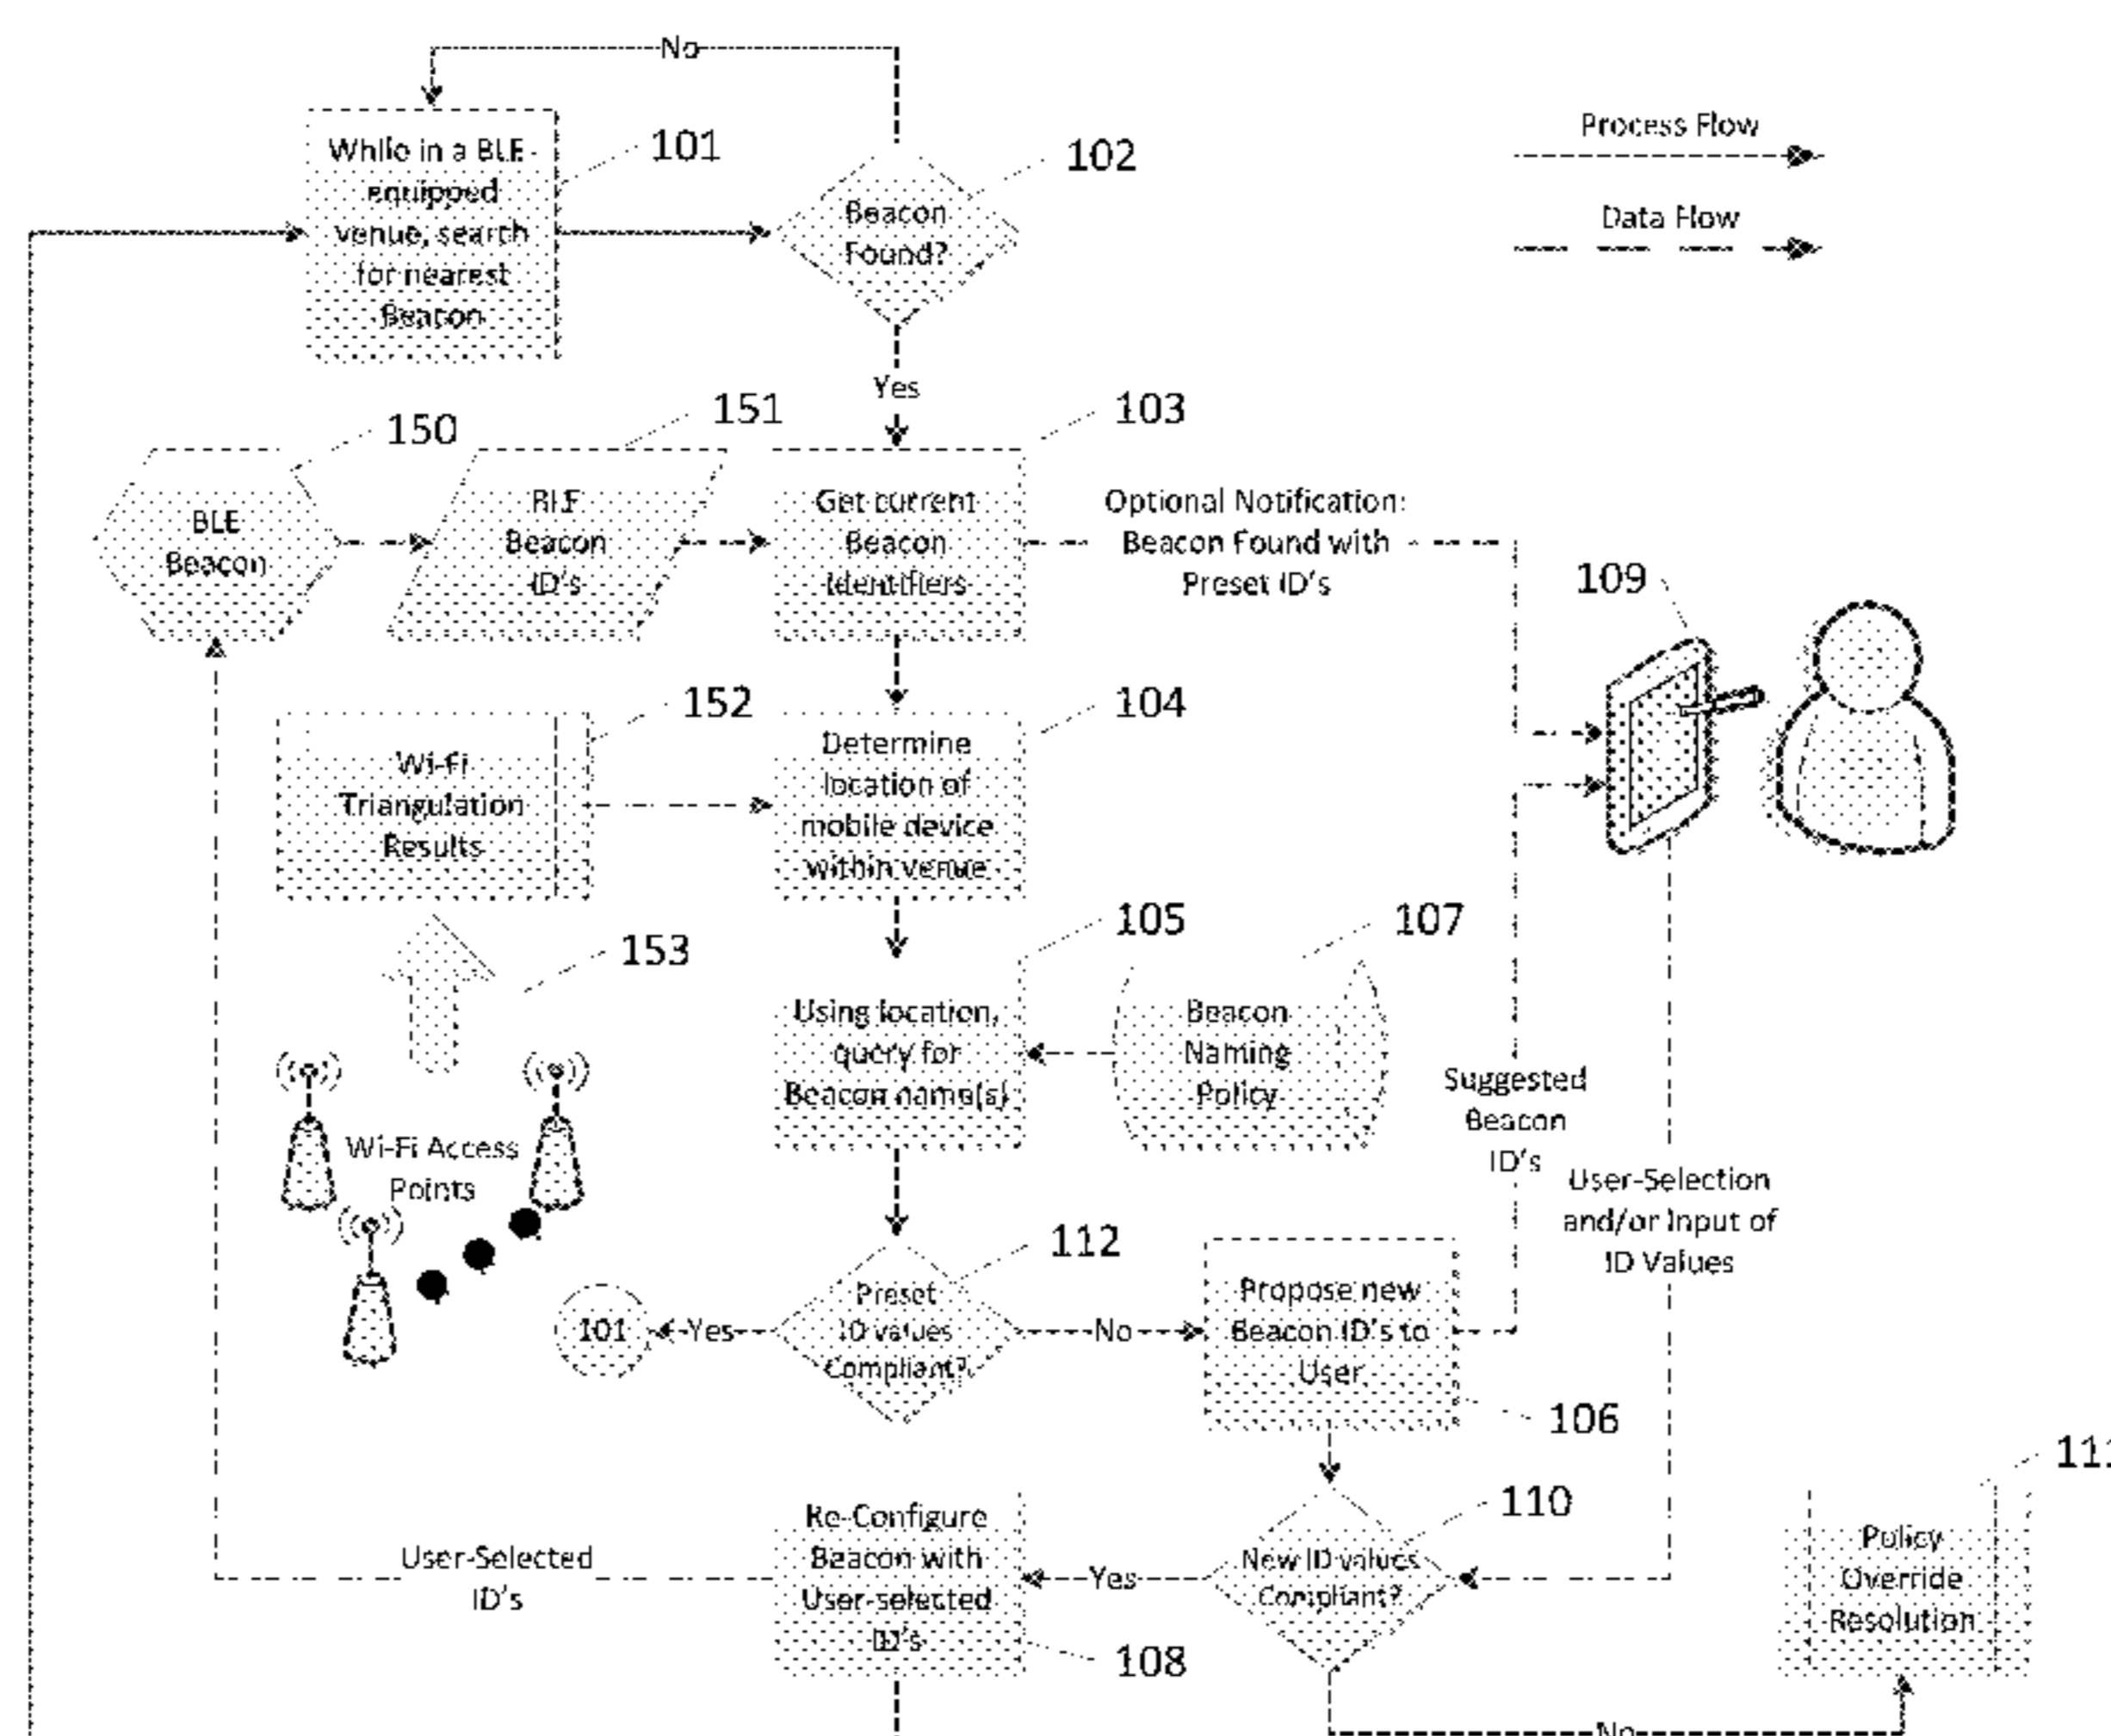 No
While in a BLE-
equipped
venue, search
for nearest
Beacon
101
102
Beacon
Found?
Process Flow
Data Flow
Yes
150
151
103
BLE
Beacon
BLE
Beacon
ID's
Get current
Beacon
Identifiers
Optional Notification:
Beacon Found with
Preset ID's
109
152
104
Wi-Fi
Triangulation
Results
Determine
location of
mobile device
within venue
153
105
107
Using location,
query for
Beacon name(s)
Beacon
Naming
Policy
Wi-Fi Access
Points
Suggested
Beacon
ID's
User-Selection
and/or Input of
ID Values
112
101
Yes
Preset
ID values
Compliant?
No
Propose new
Beacon ID's to
User
106
110
User-Selected
ID's
Re-Configure
Beacon with
User-selected
ID's
108
Yes
New ID values
Compliant?
Policy
Override
Resolution
No